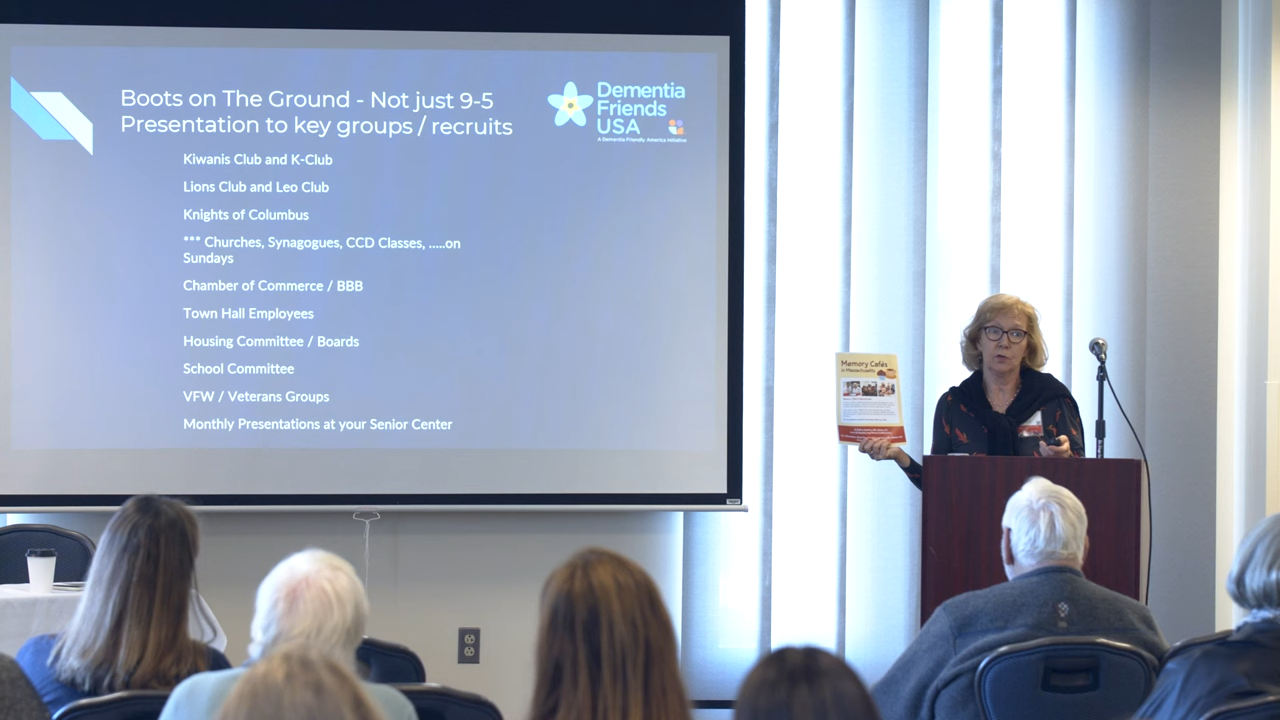 Boots on The Ground - Not just 9-5
Presentation to key groups / recruits
Dementia
Friends
USA
A Dementia Friendly America Initiative
Kiwanis Club and K-Club
Lions Club and Leo Club
Knights of Columbus
*** Churches, Synagogues, CCD Classes, .....on
Sundays
Chamber of Commerce / BBB
Town Hall Employees
Housing Committee / Boards
School Committee
VFW / Veterans Groups
Monthly Presentations at your Senior Center
Memory Cafés
in Massachusetts